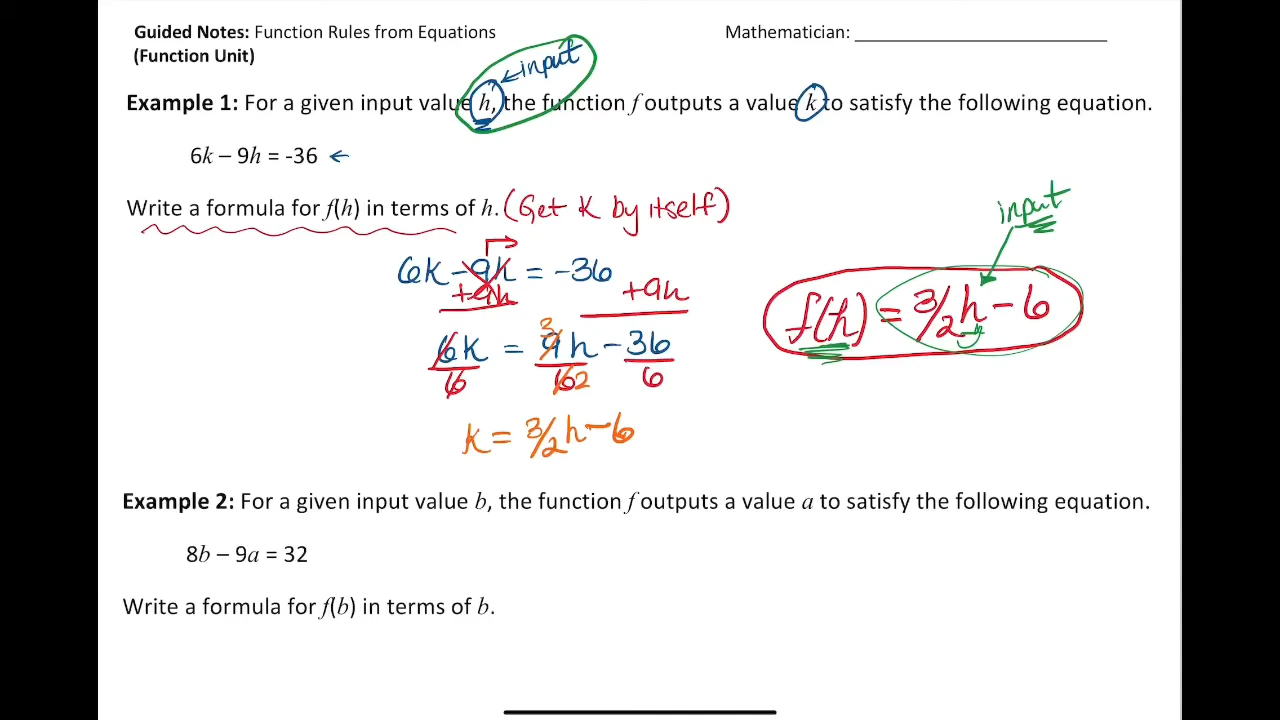 Guided Notes: Function Rules from Equations Mathematician: ____________________
(Function Unit)
←input
Example 1: For a given input value h, the function f outputs a value k to satisfy the following equation.
6k – 9h = -36 ←
Write a formula for f(h) in terms of h. (Get K by itself)
input
6k - 9h = -36
+9h +9h
f(h) = 3/2h - 6
3
6k = 9h - 36
6 6 2 6
k = 3/2h - 6
Example 2: For a given input value b, the function f outputs a value a to satisfy the following equation.
8b – 9a = 32
Write a formula for f(b) in terms of b.